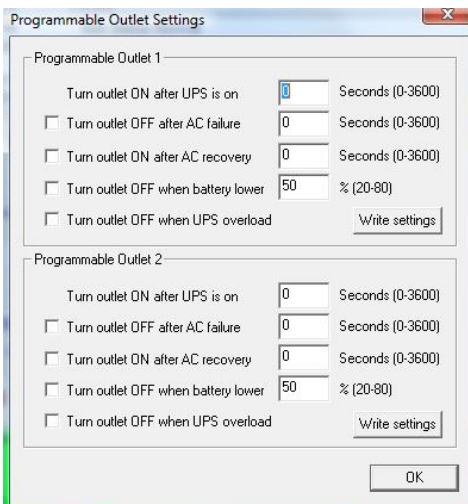 Programmable Outlet Settings
Programmable Outlet 1
Turn outlet ON after UPS is on 0 Seconds (0-3600)
Turn outlet OFF after AC failure 0 Seconds (0-3600)
Turn outlet ON after AC recovery 0 Seconds (0-3600)
Turn outlet OFF when battery lower 50 % (20-80)
Turn outlet OFF when UPS overload Write settings
Programmable Outlet 2
Turn outlet ON after UPS is on 0 Seconds (0-3600)
Turn outlet OFF after AC failure 0 Seconds (0-3600)
Turn outlet ON after AC recovery 0 Seconds (0-3600)
Turn outlet OFF when battery lower 50 % (20-80)
Turn outlet OFF when UPS overload Write settings
OK